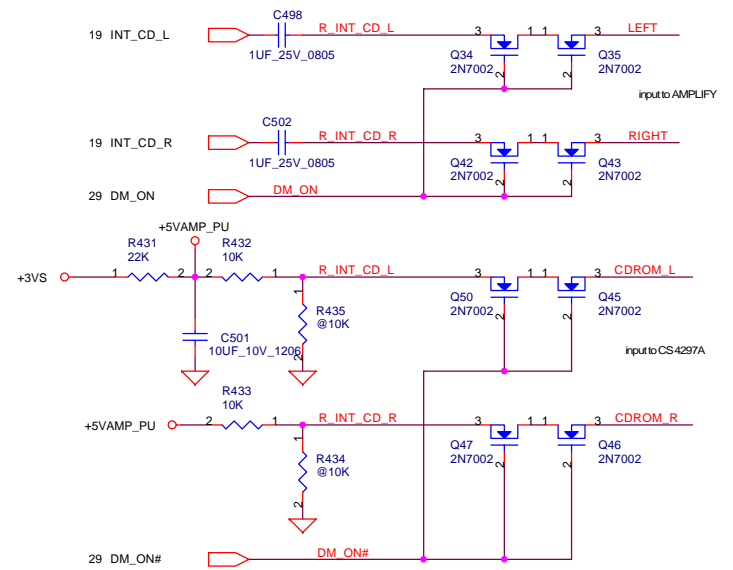 C498
19 INT_CD_L
R_INT_CD_L
3
1 1
3
LEFT
1UF_25V_0805
Q34
2N7002
2
Q35
2N7002
2
input to AMPLIFY
C502
19 INT_CD_R
R_INT_CD_R
3
1 1
3
RIGHT
1UF_25V_0805
Q42
2N7002
2
Q43
2N7002
2
29 DM_ON
DM_ON
+5VAMP_PU
R431
22K
R432
10K
+3VS
1
2
2
1
R_INT_CD_L
3
1 1
3
CDROM_L
1
R435
@10K
2
Q50
2N7002
2
Q45
2N7002
2
C501
10UF_10V_1206
input to CS4297A
R433
10K
+5VAMP_PU
2
1
R_INT_CD_R
3
1 1
3
CDROM_R
1
R434
@10K
2
Q47
2N7002
2
Q46
2N7002
2
29 DM_ON#
DM_ON#